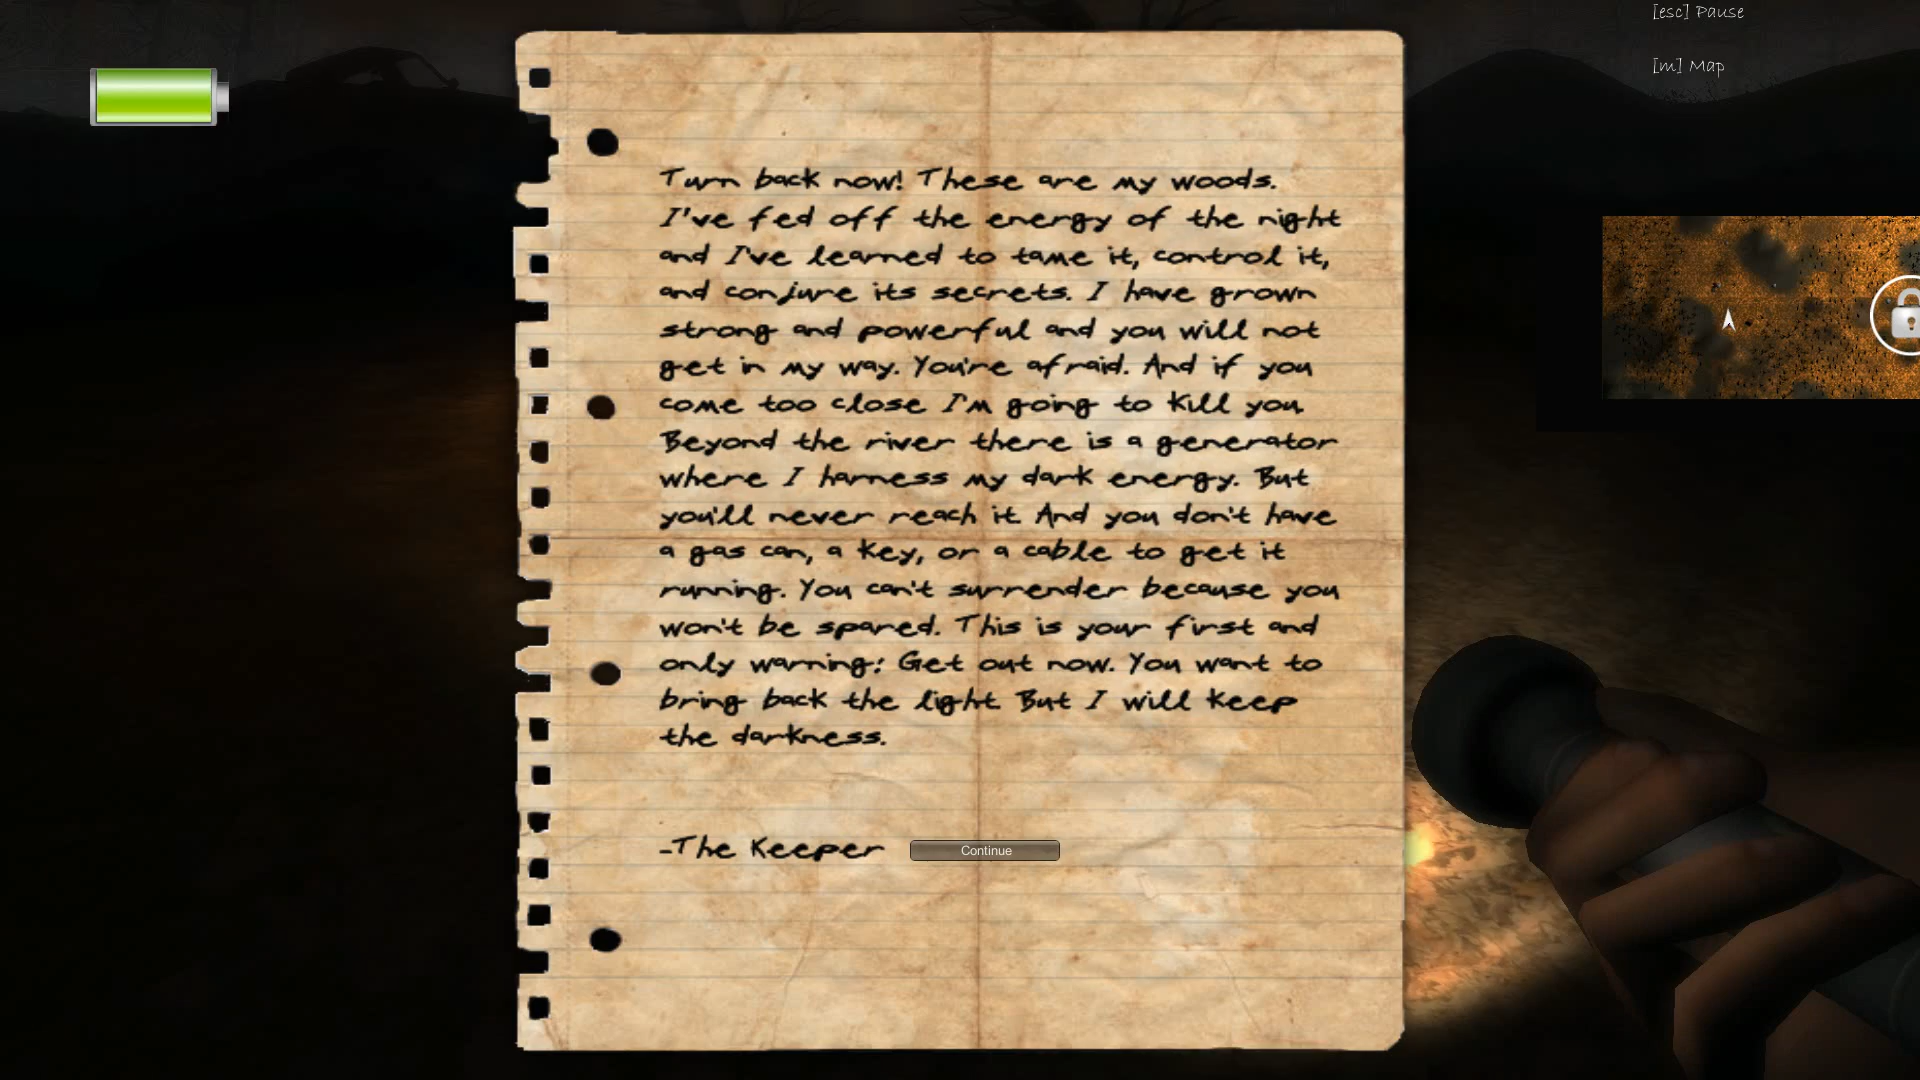 [esc] Pause
[m] Map
Turn back now! These are my woods.
I've fed off the energy of the night
and I've learned to tame it, control it,
and conjure its secrets. I have grown
strong and powerful and you will not
get in my way. You're afraid. And if you
come too close I'm going to kill you.
Beyond the river there is a generator
where I harness my dark energy. But
you'll never reach it. And you don't have
a gas can, a key, or a cable to get it
running. You can't surrender because you
won't be spared. This is your first and
only warning: Get out now. You want to
bring back the light. But I will keep
the darkness.
-The Keeper
Continue